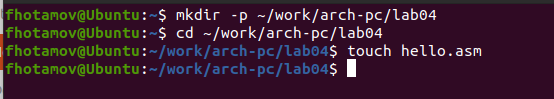 fhotamov@Ubuntu:~$ mkdir -p ~/work/arch-pc/lab04
fhotamov@Ubuntu:~$ cd ~/work/arch-pc/lab04
fhotamov@Ubuntu:~/work/arch-pc/lab04$ touch hello.asm
fhotamov@Ubuntu:~/work/arch-pc/lab04$